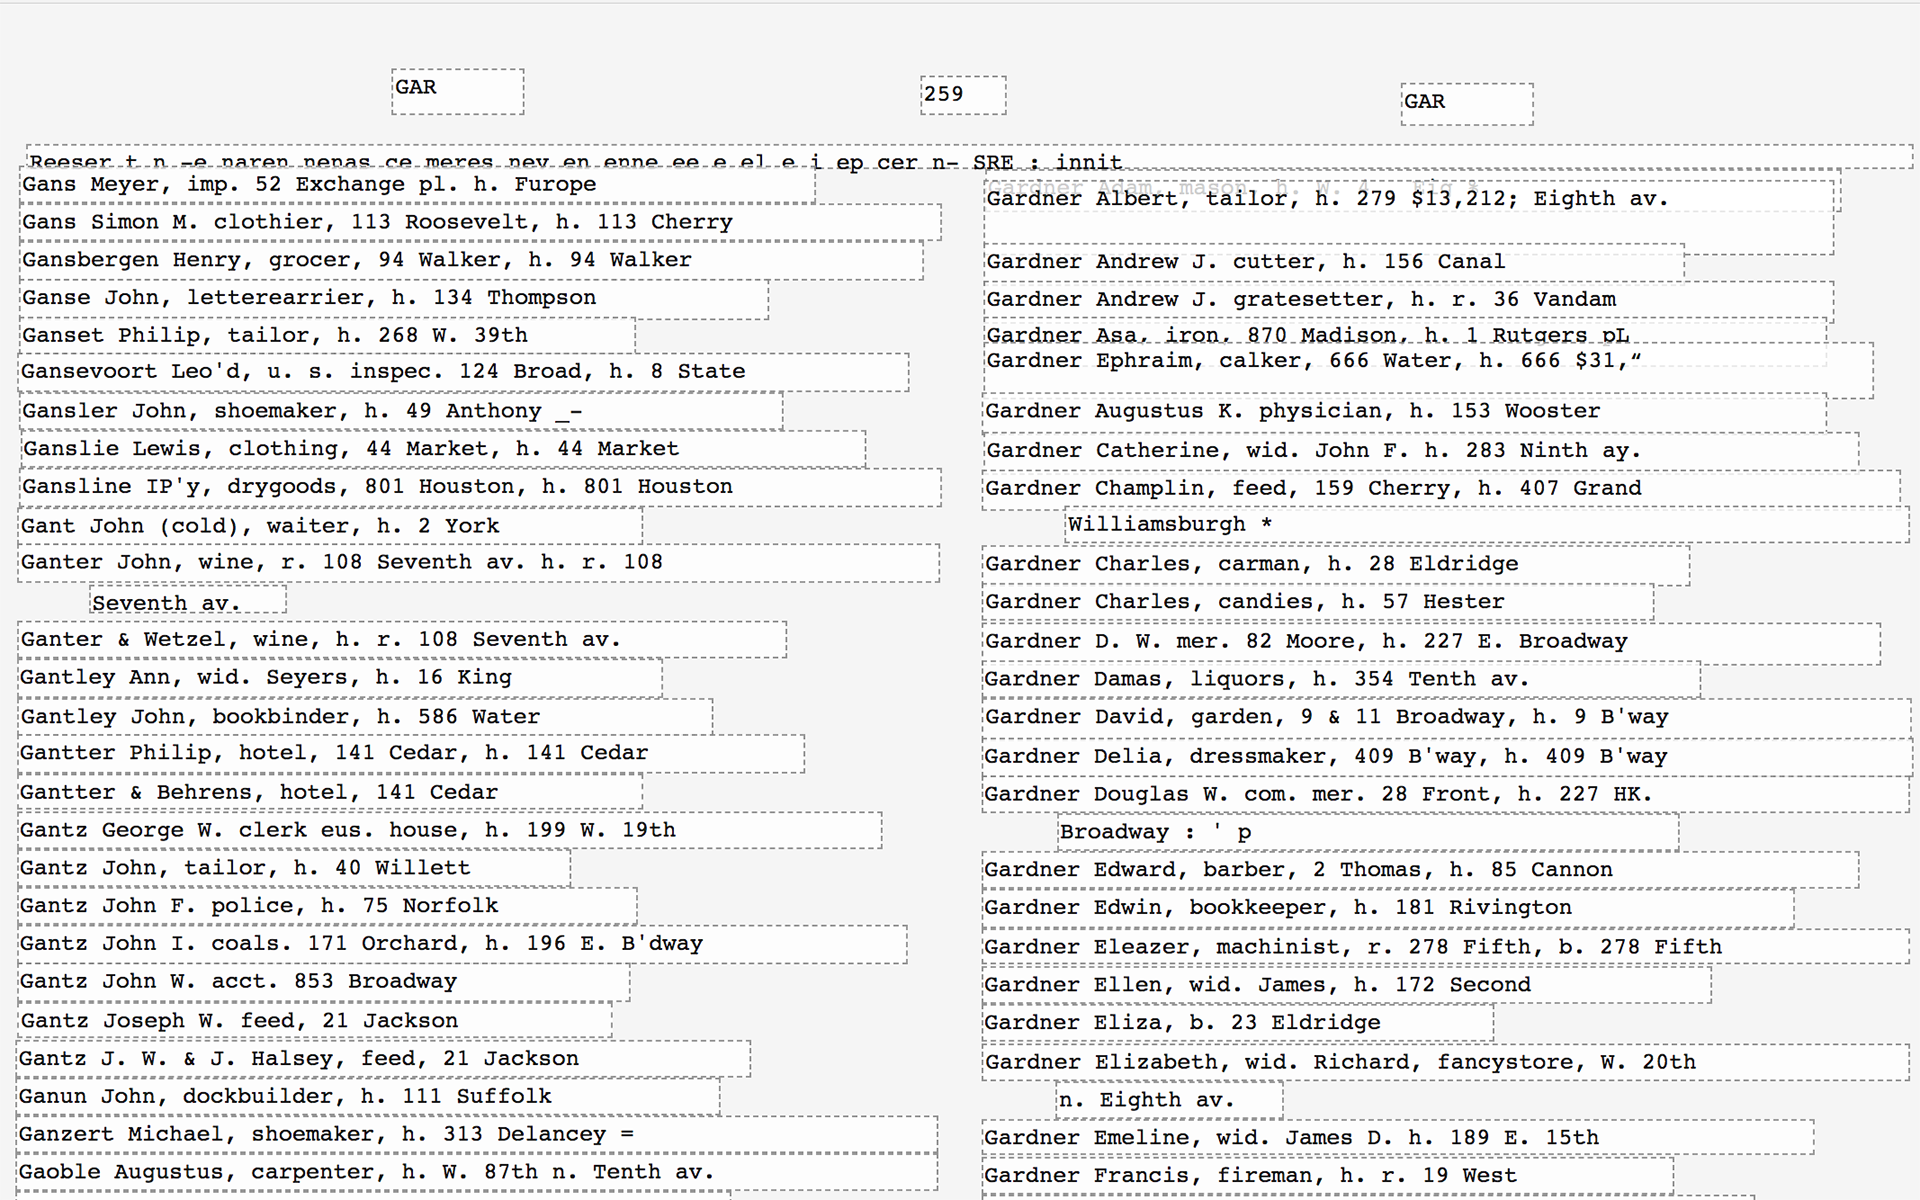 GAR
259
GAR
Reeser t n -e naren nenas ce meres nev en enne ee e el e i ep cer n- SRE : innit
Gans Meyer, imp. 52 Exchange pl. h. Furope
Gans Simon M. clothier, 113 Roosevelt, h. 113 Cherry
Gansbergen Henry, grocer, 94 Walker, h. 94 Walker
Ganse John, letterearrier, h. 134 Thompson
Ganset Philip, tailor, h. 268 W. 39th
Gansevoort Leo'd, u. s. inspec. 124 Broad, h. 8 State
Gansler John, shoemaker, h. 49 Anthony _-
Ganslie Lewis, clothing, 44 Market, h. 44 Market
Gansline IP'y, drygoods, 801 Houston, h. 801 Houston
Gant John (cold), waiter, h. 2 York
Ganter John, wine, r. 108 Seventh av. h. r. 108
Seventh av.
Ganter & Wetzel, wine, h. r. 108 Seventh av.
Gantley Ann, wid. Seyers, h. 16 King
Gantley John, bookbinder, h. 586 Water
Gantter Philip, hotel, 141 Cedar, h. 141 Cedar
Gantter & Behrens, hotel, 141 Cedar
Gantz George W. clerk eus. house, h. 199 W. 19th
Gantz John, tailor, h. 40 Willett
Gantz John F. police, h. 75 Norfolk
Gantz John I. coals. 171 Orchard, h. 196 E. B'dway
Gantz John W. acct. 853 Broadway
Gantz Joseph W. feed, 21 Jackson
Gantz J. W. & J. Halsey, feed, 21 Jackson
Ganun John, dockbuilder, h. 111 Suffolk
Ganzert Michael, shoemaker, h. 313 Delancey =
Gaoble Augustus, carpenter, h. W. 87th n. Tenth av.
Gardner Adam, mason, h. W. 4 Eig *
Gardner Albert, tailor, h. 279 $13,212; Eighth av.
Gardner Andrew J. cutter, h. 156 Canal
Gardner Andrew J. gratesetter, h. r. 36 Vandam
Gardner Asa, iron, 870 Madison, h. 1 Rutgers pL
Gardner Ephraim, calker, 666 Water, h. 666 $31,“
Gardner Augustus K. physician, h. 153 Wooster
Gardner Catherine, wid. John F. h. 283 Ninth ay.
Gardner Champlin, feed, 159 Cherry, h. 407 Grand
Williamsburgh *
Gardner Charles, carman, h. 28 Eldridge
Gardner Charles, candies, h. 57 Hester
Gardner D. W. mer. 82 Moore, h. 227 E. Broadway
Gardner Damas, liquors, h. 354 Tenth av.
Gardner David, garden, 9 & 11 Broadway, h. 9 B'way
Gardner Delia, dressmaker, 409 B'way, h. 409 B'way
Gardner Douglas W. com. mer. 28 Front, h. 227 HK.
Broadway : ' p
Gardner Edward, barber, 2 Thomas, h. 85 Cannon
Gardner Edwin, bookkeeper, h. 181 Rivington
Gardner Eleazer, machinist, r. 278 Fifth, b. 278 Fifth
Gardner Ellen, wid. James, h. 172 Second
Gardner Eliza, b. 23 Eldridge
Gardner Elizabeth, wid. Richard, fancystore, W. 20th
n. Eighth av.
Gardner Emeline, wid. James D. h. 189 E. 15th
Gardner Francis, fireman, h. r. 19 West